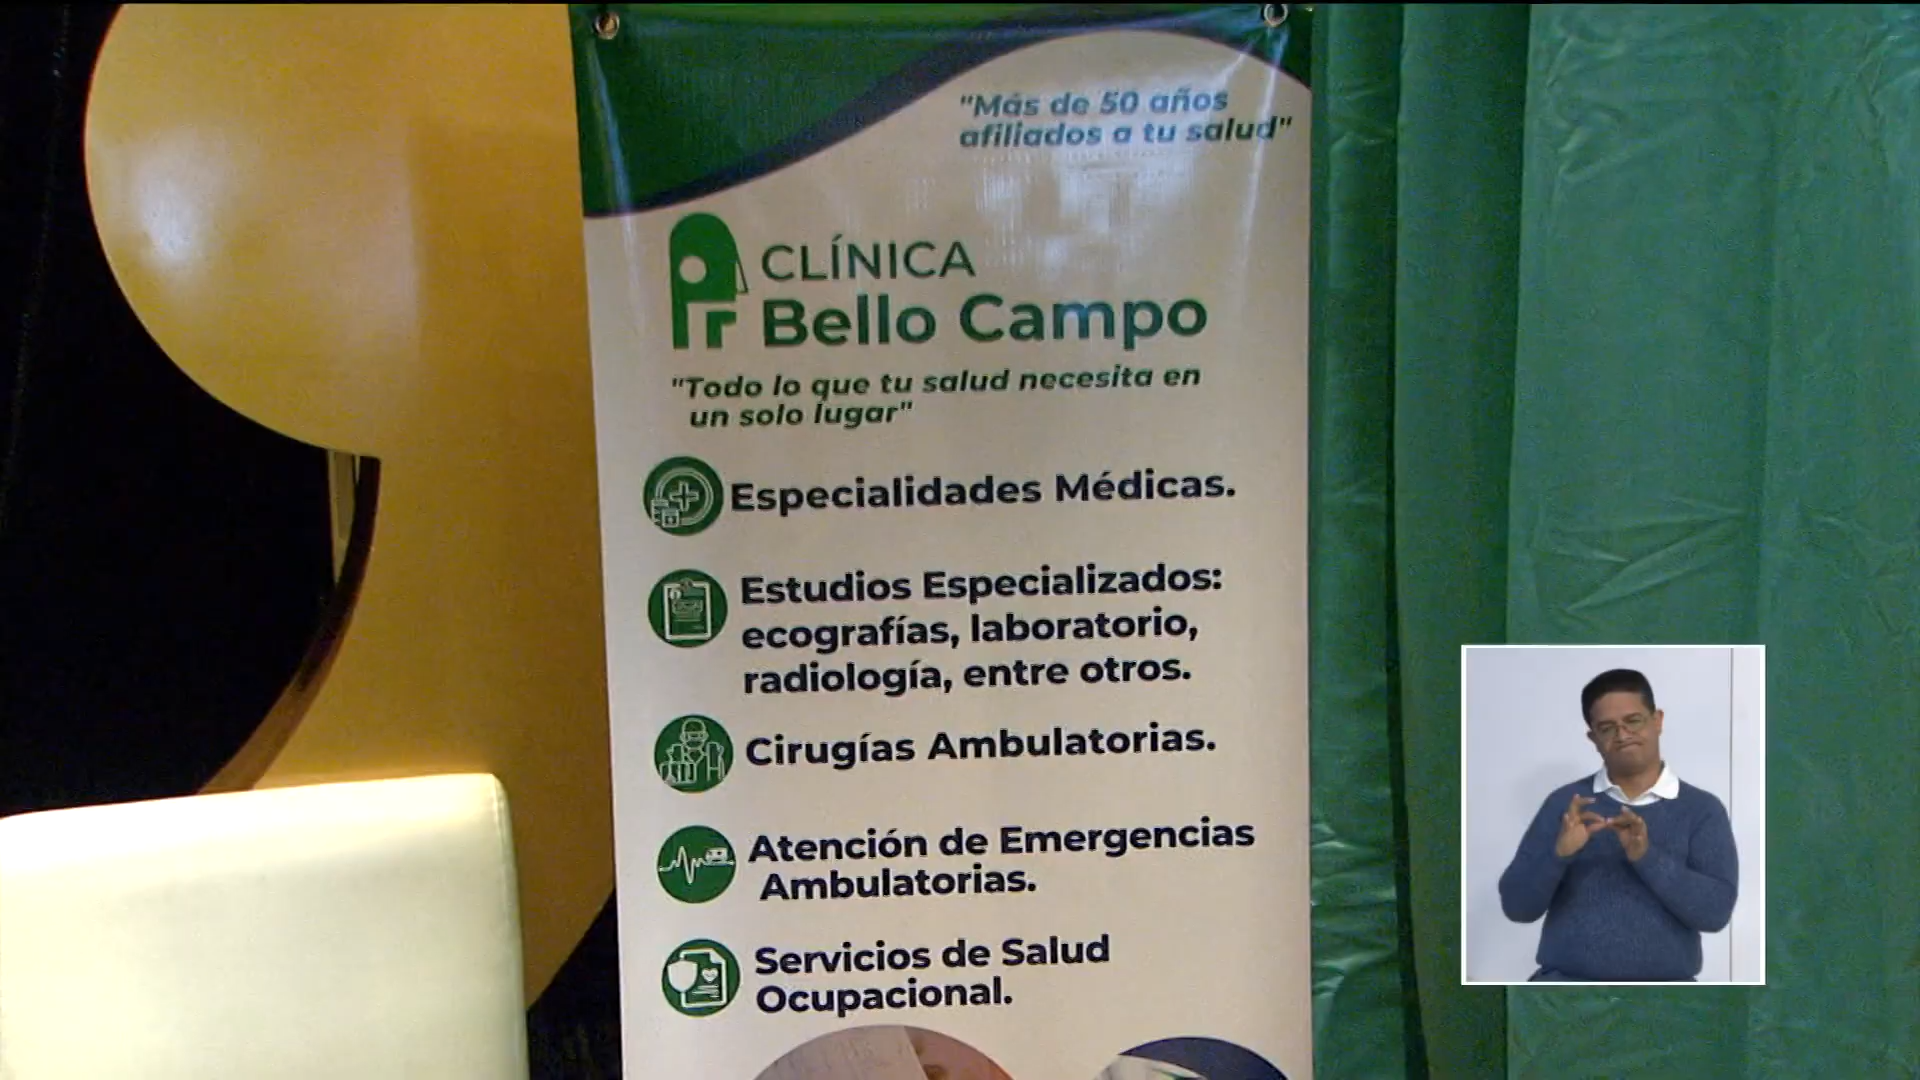 "Más de 50 años
afiliados a tu salud"
CLÍNICA
Bello Campo
"Todo lo que tu salud necesita en
un solo lugar"
Especialidades Médicas.
Estudios Especializados:
ecografías, laboratorio,
radiología, entre otros.
Cirugías Ambulatorias.
Atención de Emergencias
Ambulatorias.
Servicios de Salud
Ocupacional.